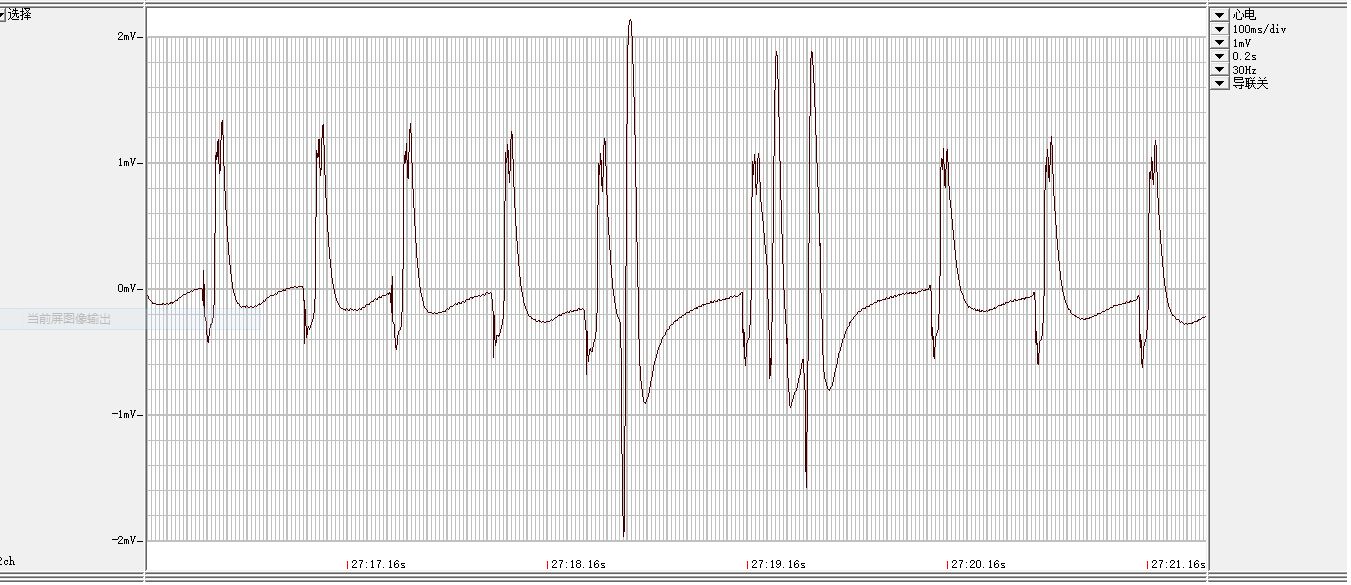 选择
心电
100ms/div
1mV
0.2s
30Hz
导联关
2mV
1mV
0mV
当前屏图像输出
-1mV
-2mV
2ch
27:17.16s
27:18.16s
27:19.16s
27:20.16s
27:21.16s